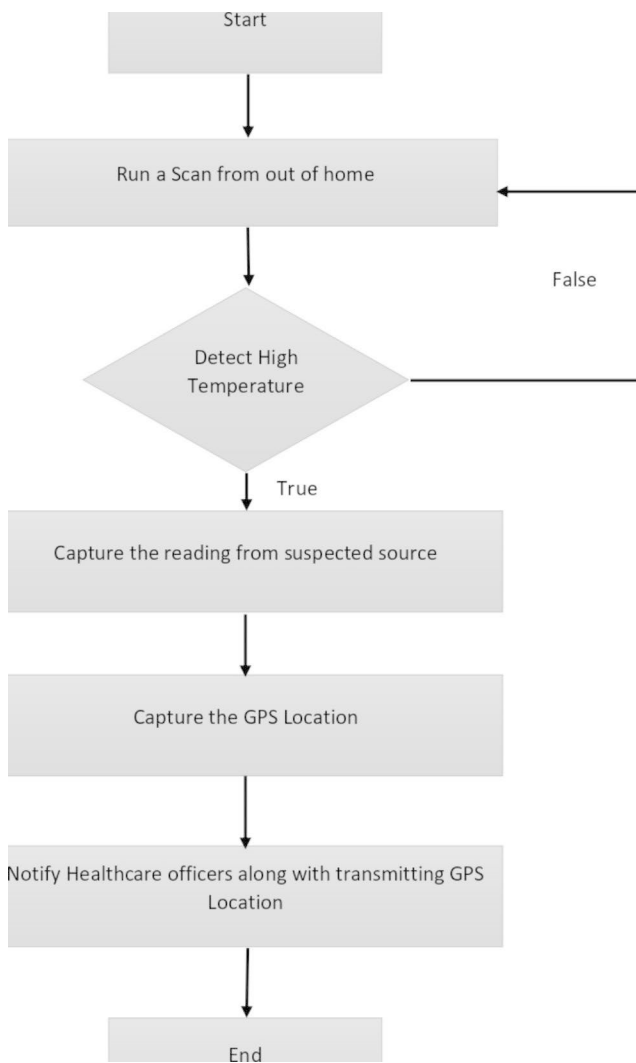 Start
Run a Scan from out of home
False
Detect High
Temperature
True
Capture the reading from suspected source
Capture the GPS Location
Notify Healthcare officers along with transmitting GPS
Location
End